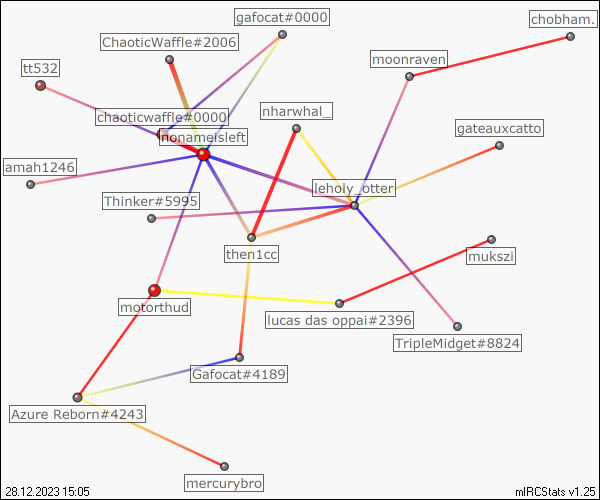 gafocat#0000
chobham.
ChaoticWaffle#2006
moonraven
tt532
nharwhal_
chaoticwaffle#0000
nonameisleft
gateauxcatto
amah1246
leholy_otter
Thinker#5995
then1cc
mukszi
motorthud
lucas das oppai#2396
TripleMidget#8824
Gafocat#4189
Azure Reborn#4243
mercurybro
28.12.2023 15:05
mIRCStats v1.25